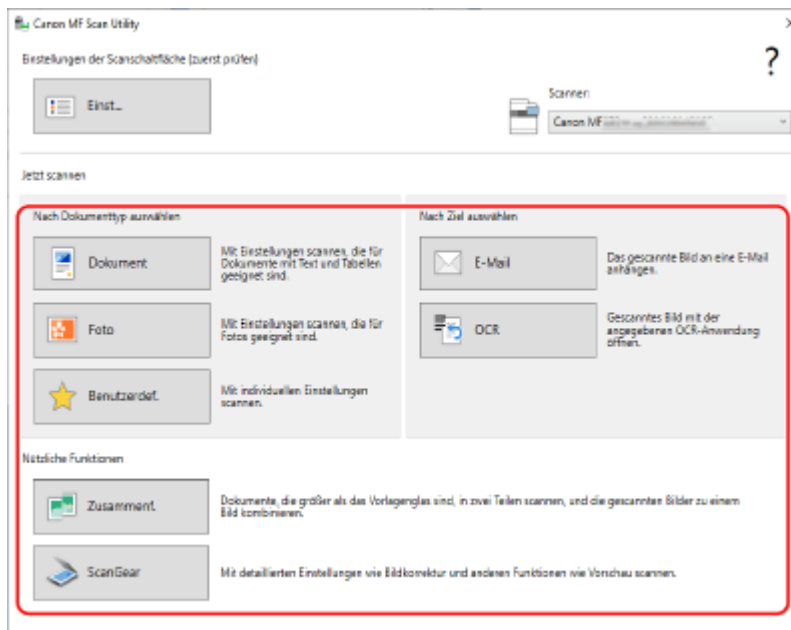 Canon MF Scan Utility
Einstellungen der Scanschaltfläche (zuerst prüfen)
?
Einst...
Scanner:
Canon MF
Jetzt scannen
Nach Dokumenttyp auswählen
Dokument
Mit Einstellungen scannen, die für
Dokumente mit Text und Tabellen
geeignet sind.
Foto
Mit Einstellungen scannen, die für
Fotos geeignet sind.
Benutzerdef.
Mit individuellen Einstellungen
scannen.
Nach Ziel auswählen
E-Mail
Das gescannte Bild an eine E-Mail
anhängen.
OCR
Gescanntes Bild mit der
angegebenen OCR-Anwendung
öffnen.
Nützliche Funktionen
Zusammenf.
Dokumente, die größer als das Vorlagenglas sind, in zwei Teilen scannen, und die gescannten Bilder zu einem
Bild kombinieren.
ScanGear
Mit detaillierten Einstellungen wie Bildkorrektur und anderen Funktionen wie Vorschau scannen.